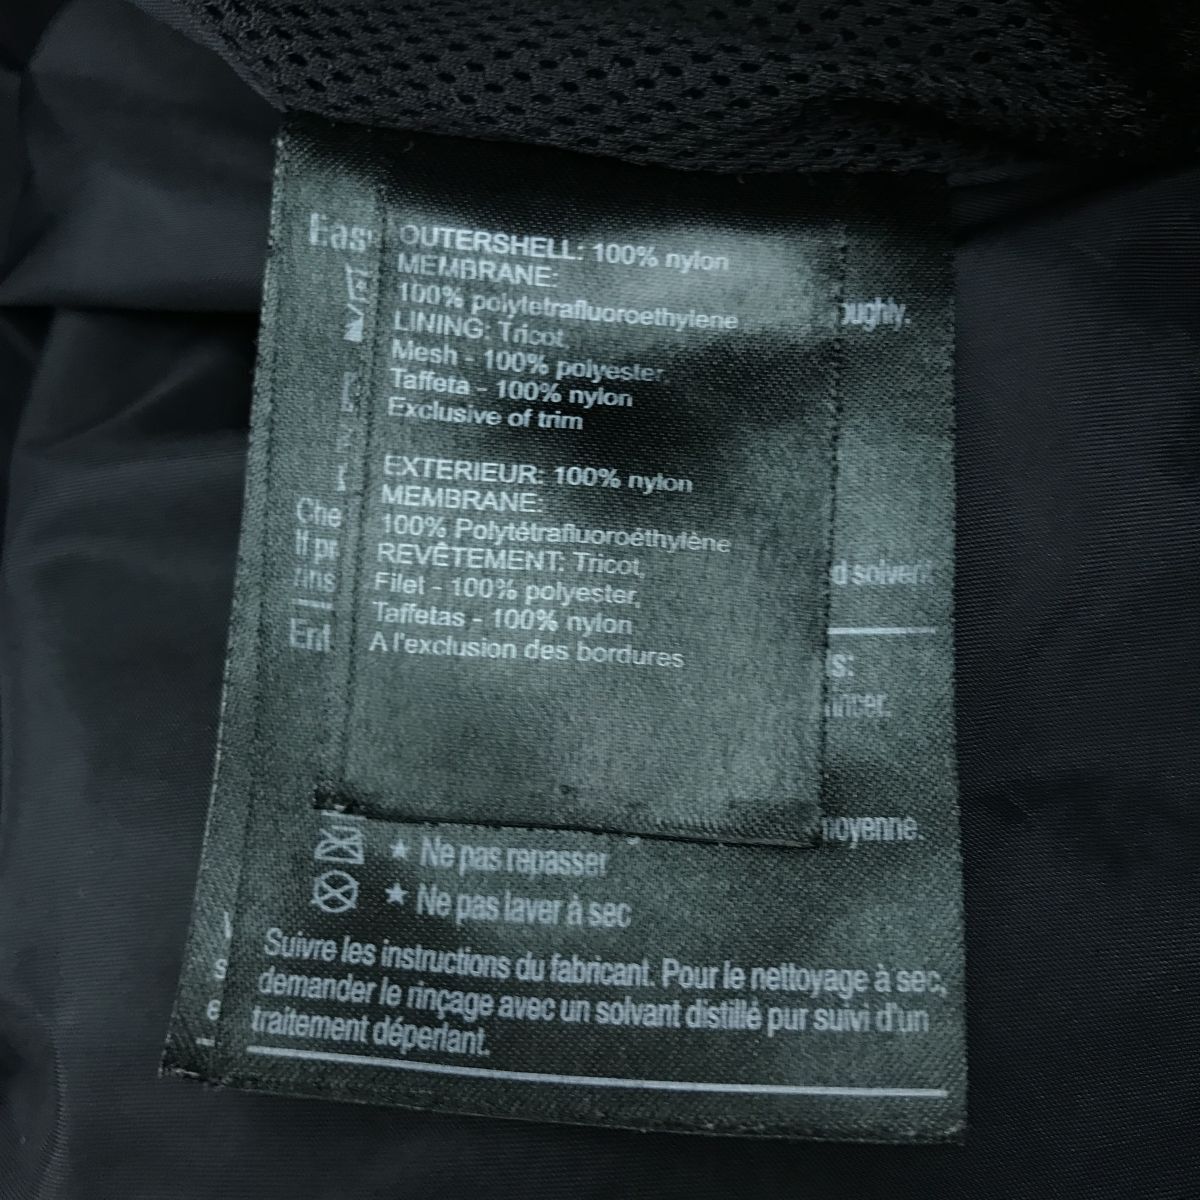 OUTERSHELL: 100% nylon
MEMBRANE:
100% polytetrafluoroethylene
LINING: Tricot,
Mesh - 100% polyester,
Taffeta - 100% nylon
Exclusive of trim
EXTERIEUR: 100% nylon
MEMBRANE:
100% Polytétrafluoroéthylène
REVÊTEMENT: Tricot,
Filet - 100% polyester,
Taffetas - 100% nylon
A l'exclusion des bordures
If
solvent
★ Ne pas repasser
★ Ne pas laver à sec
Suivre les instructions du fabricant. Pour le nettoyage à sec,
demander le rinçage avec un solvant distillé pur suivi d'un
traitement déperlant.